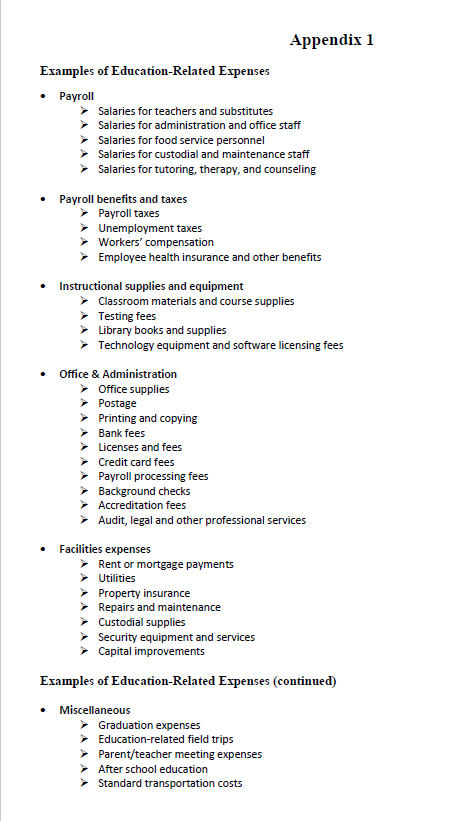 Appendix 1
Examples of Education-Related Expenses
• Payroll
➢ Salaries for teachers and substitutes
➢ Salaries for administration and office staff
➢ Salaries for food service personnel
➢ Salaries for custodial and maintenance staff
➢ Salaries for tutoring, therapy, and counseling
• Payroll benefits and taxes
➢ Payroll taxes
➢ Unemployment taxes
➢ Workers’ compensation
➢ Employee health insurance and other benefits
• Instructional supplies and equipment
➢ Classroom materials and course supplies
➢ Testing fees
➢ Library books and supplies
➢ Technology equipment and software licensing fees
• Office & Administration
➢ Office supplies
➢ Postage
➢ Printing and copying
➢ Bank fees
➢ Licenses and fees
➢ Credit card fees
➢ Payroll processing fees
➢ Background checks
➢ Accreditation fees
➢ Audit, legal and other professional services
• Facilities expenses
➢ Rent or mortgage payments
➢ Utilities
➢ Property insurance
➢ Repairs and maintenance
➢ Custodial supplies
➢ Security equipment and services
➢ Capital improvements
Examples of Education-Related Expenses (continued)
• Miscellaneous
➢ Graduation expenses
➢ Education-related field trips
➢ Parent/teacher meeting expenses
➢ After school education
➢ Standard transportation costs